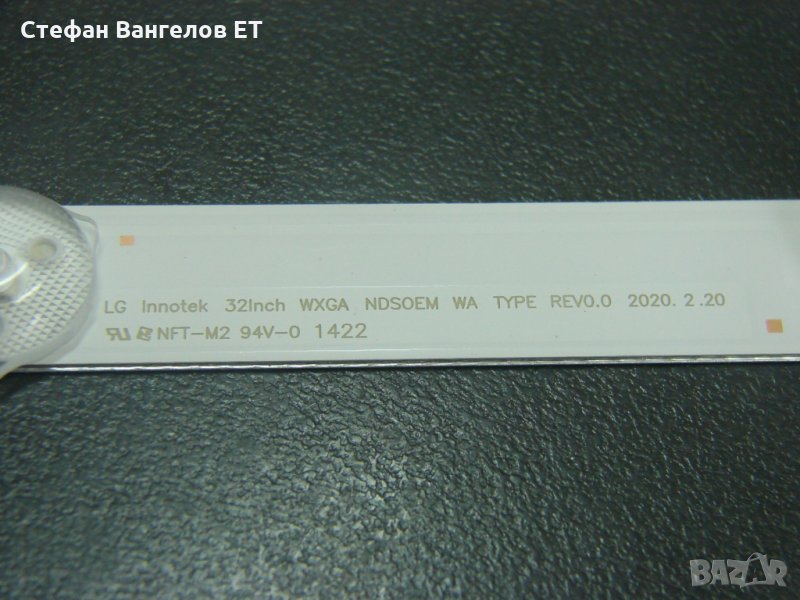 Стефан Вангелов ЕТ
LG Innotek 32Inch WXGA NDSOEM WA TYPE REV0.0 2020. 2 .20
NFT-M2 94V-0 1422
BAZAR